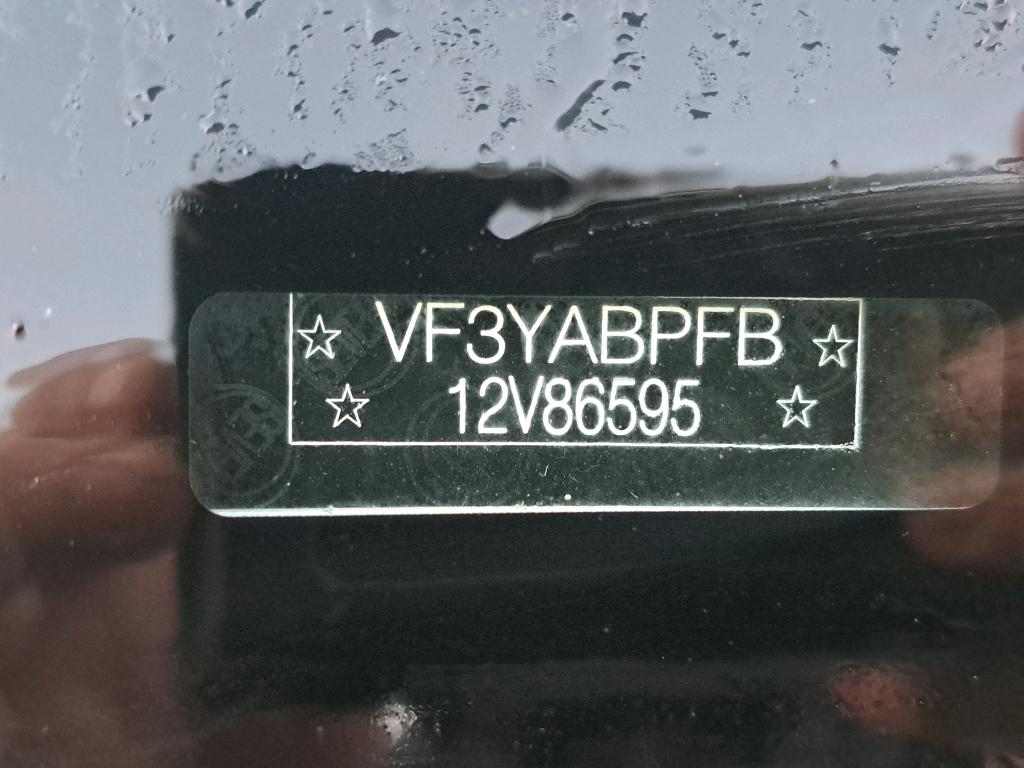 ☆ VF3YABPFB ☆
☆ 12V86595 ☆